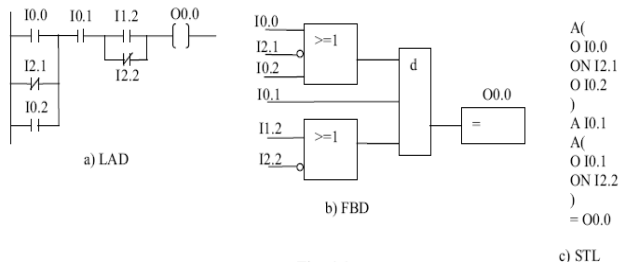 I0.0 I0.1 I1.2 O0.0
I2.1
I2.2
I0.2
a) LAD
I0.0
I2.1
I0.2
>=1
d
I0.1
O0.0
=
I1.2
I2.2
>=1
b) FBD
A(
O I0.0
ON I2.1
O I0.2
)
A I0.1
A(
O I0.1
ON I2.2
)
= O0.0
c) STL